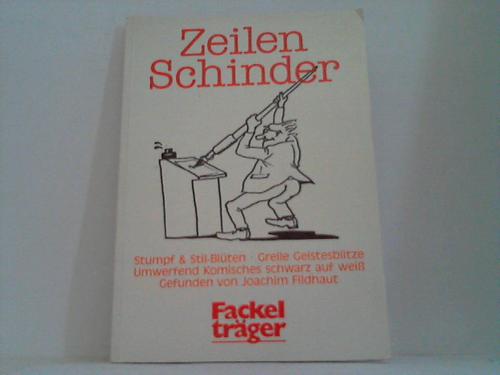 Zeilen
Schinder
Stumpf & Stil-Blüten · Grelle Geistesblitze
Umwerfend Komisches schwarz auf weiß
Gefunden von Joachim Fildhaut
Fackel
träger